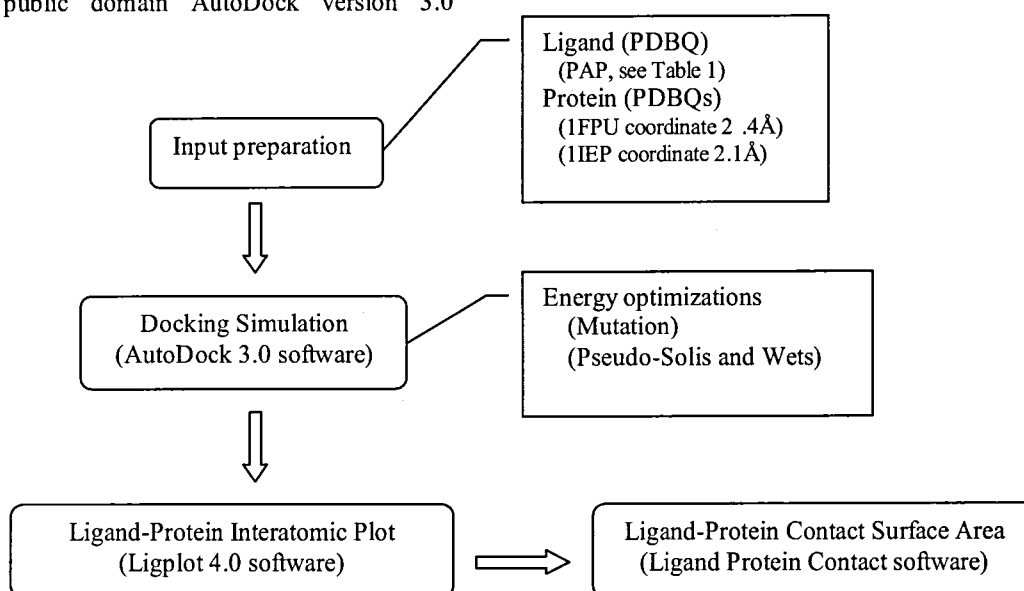 public domain AutoDock version 3.0
Ligand (PDBQ)
(PAP, see Table 1)
Protein (PDBQs)
(1FPU coordinate 2 .4Å)
(1IEP coordinate 2.1Å)
Input preparation
Energy optimizations
(Mutation)
(Pseudo-Solis and Wets)
Docking Simulation
(AutoDock 3.0 software)
Ligand-Protein Interatomic Plot
(Ligplot 4.0 software)
Ligand-Protein Contact Surface Area
(Ligand Protein Contact software)